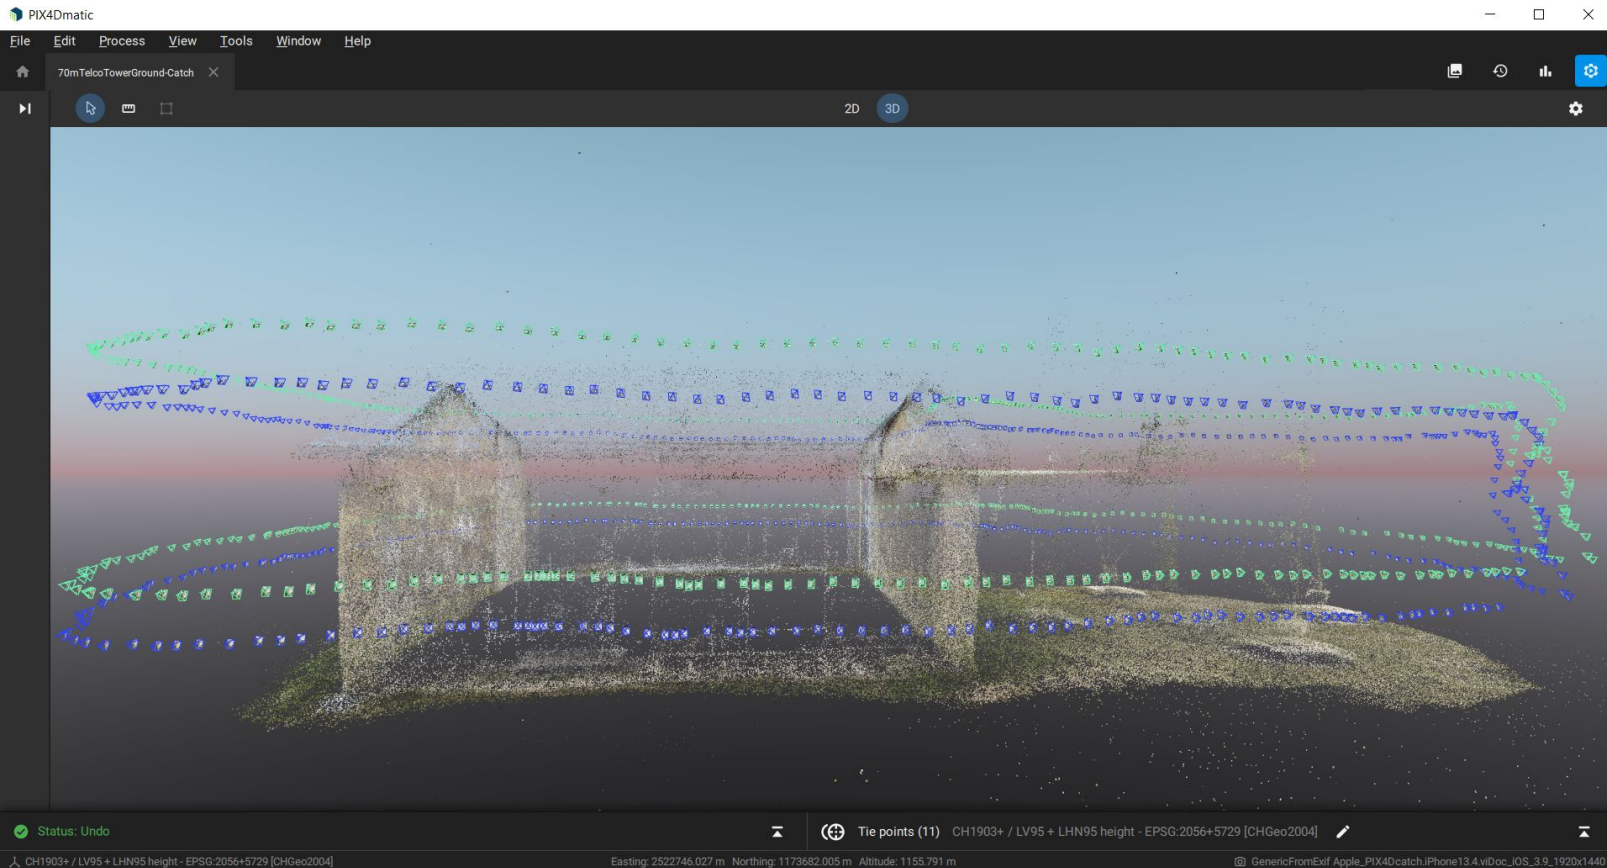 PIX4Dmatic
File Edit Process View Tools Window Help
70mTelcoTowerGround-Catch
2D 3D
Status: Undo
Tie points (11) CH1903+ / LV95 + LHN95 height - EPSG:2056+5729 [CHGeo2004]
CH1903+ / LV95 + LHN95 height - EPSG:2056+5729 [CHGeo2004]
Easting: 2522746.027 m Northing: 1173682.005 m Altitude: 1155.791 m
GenericFromExif Apple_PIX4Dcatch.iPhone13.4.viDoc_iOS_3.9_1920x1440